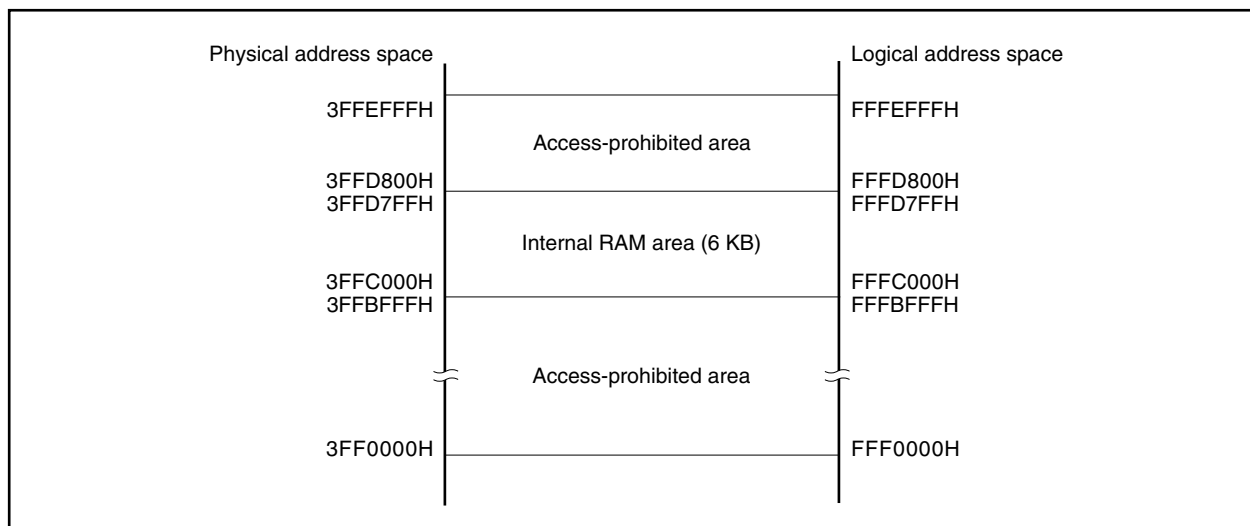 Physical address space
Logical address space
3FFEFFFH
FFFEFFFH
Access-prohibited area
3FFD800H
FFFD800H
3FFD7FFH
FFFD7FFH
Internal RAM area (6 KB)
3FFC000H
FFFC000H
3FFBFFFH
FFFBFFFH
Access-prohibited area
3FF0000H
FFF0000H